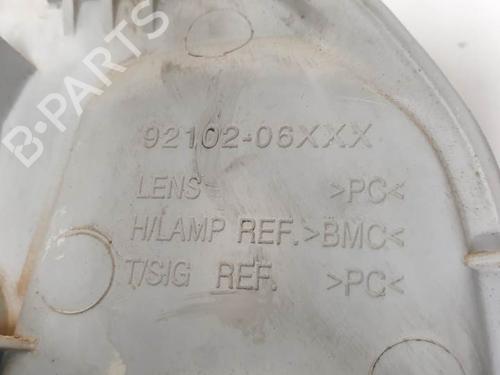 92102-06XXX
LENS >PC<
H/LAMP REF. >BMC<
T/SIG REF. >PC<
B-Parts